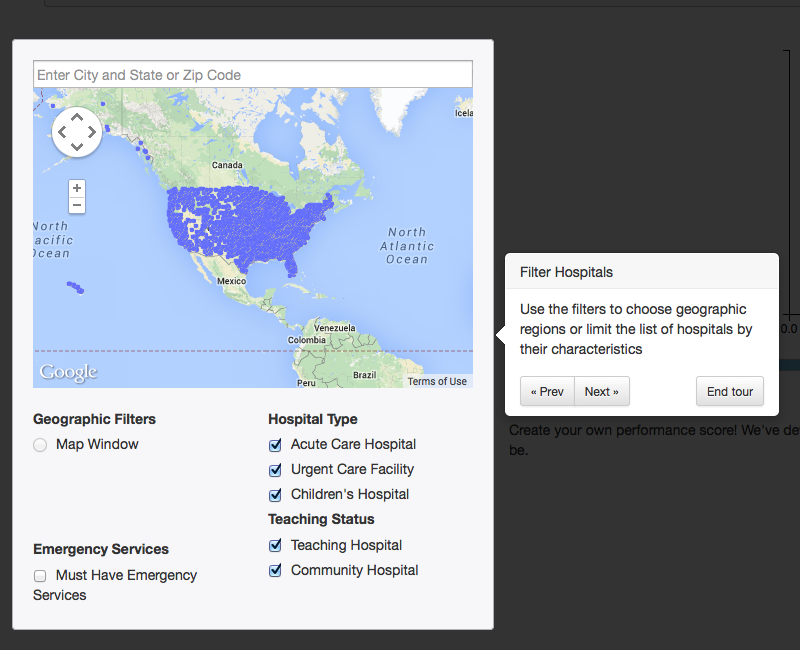 Enter City and State or Zip Code
Icela
Canada
North
acific
Ocean
North
Atlantic
Ocean
Mexico
Venezuela
Colombia
Brazil
Peru
Google
Terms of Use
Geographic Filters
Map Window
Emergency Services
Must Have Emergency
Services
Hospital Type
Acute Care Hospital
Urgent Care Facility
Children's Hospital
Teaching Status
Teaching Hospital
Community Hospital
Filter Hospitals
Use the filters to choose geographic
regions or limit the list of hospitals by
their characteristics
« Prev
Next »
End tour
0.0
Create your own performance score! We've de
be.